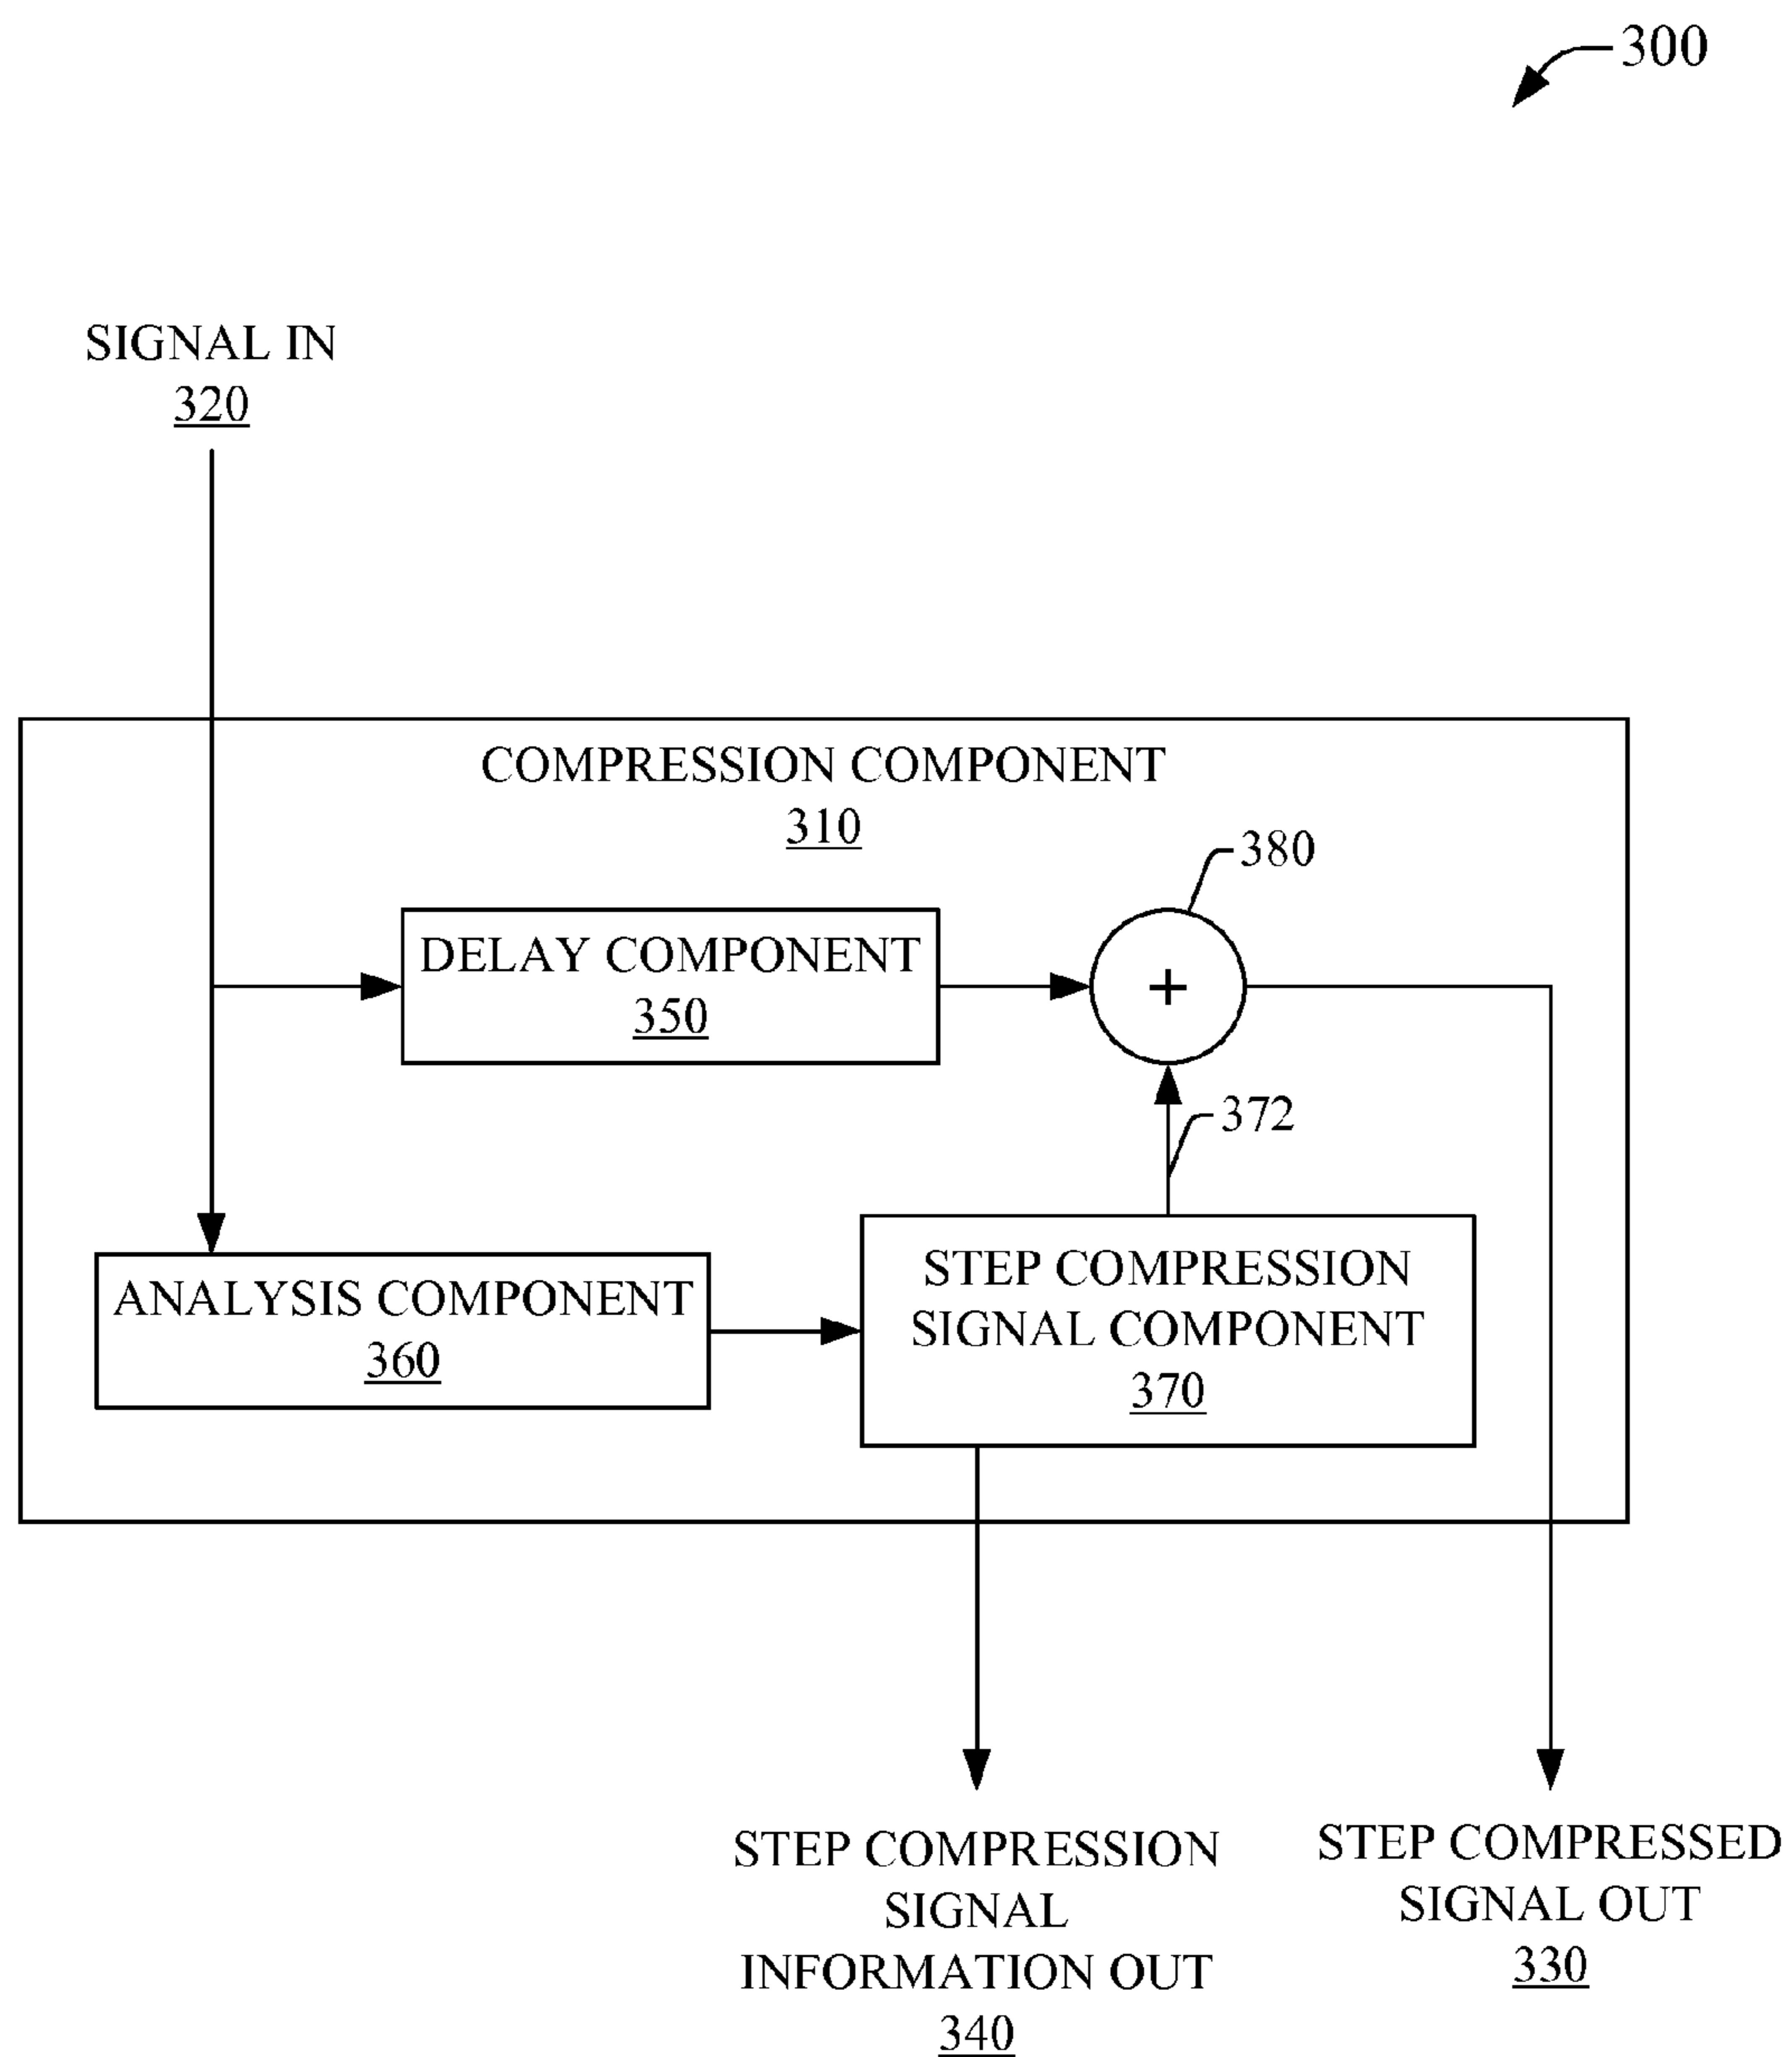 300
SIGNAL IN
320
COMPRESSION COMPONENT
310
380
DELAY COMPONENT
350
+
372
STEP COMPRESSION
SIGNAL COMPONENT
370
ANALYSIS COMPONENT
360
STEP COMPRESSION
SIGNAL
INFORMATION OUT
340
STEP COMPRESSED
SIGNAL OUT
330